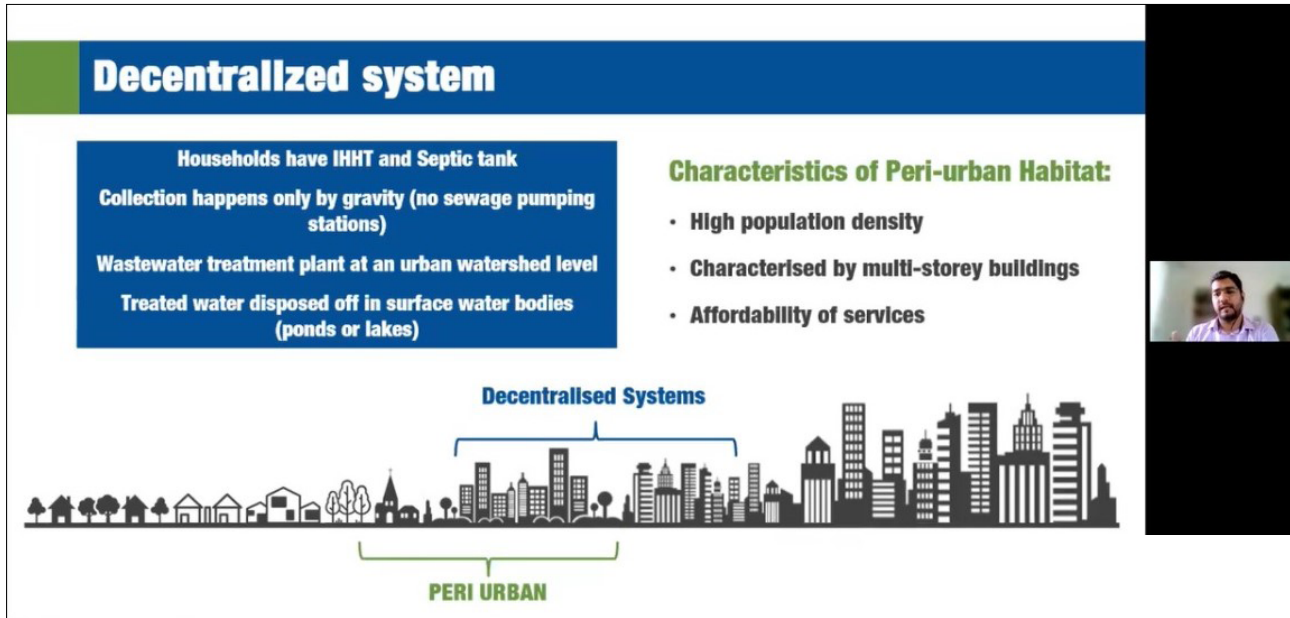 Decentralized system
Households have IHHT and Septic tank
Collection happens only by gravity (no sewage pumping
stations)
Wastewater treatment plant at an urban watershed level
Treated water disposed off in surface water bodies
(ponds or lakes)
Characteristics of Peri-urban Habitat:
• High population density
• Characterised by multi-storey buildings
• Affordability of services
Decentralised Systems
PERI URBAN